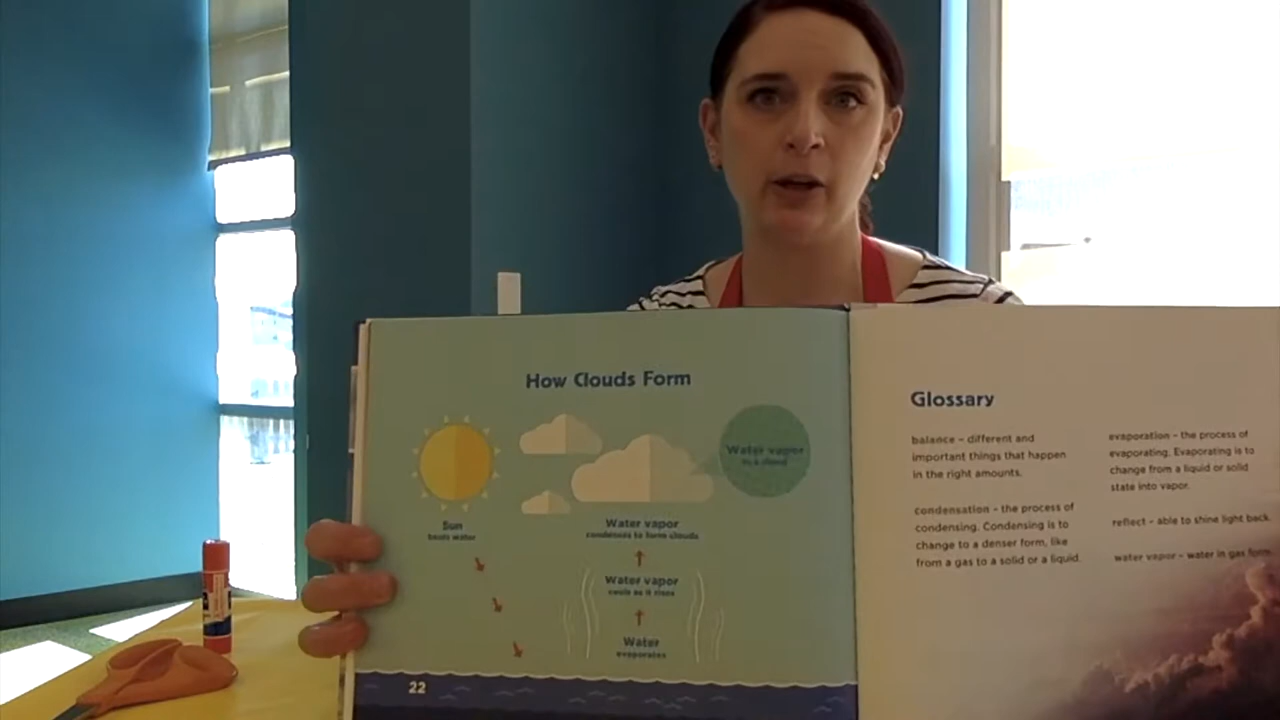 How Clouds Form
Water vapor
in a cloud
Sun
heats water
Water vapor
condenses to form clouds
Water vapor
cools as it rises
Water
evaporates
22
Glossary
balance – different and
important things that happen
in the right amounts.
condensation – the process of
condensing. Condensing is to
change to a denser form, like
from a gas to a solid or a liquid.
evaporation – the process of
evaporating. Evaporating is to
change from a liquid or solid
state into vapor.
reflect – able to shine light back.
water vapor – water in gas form.